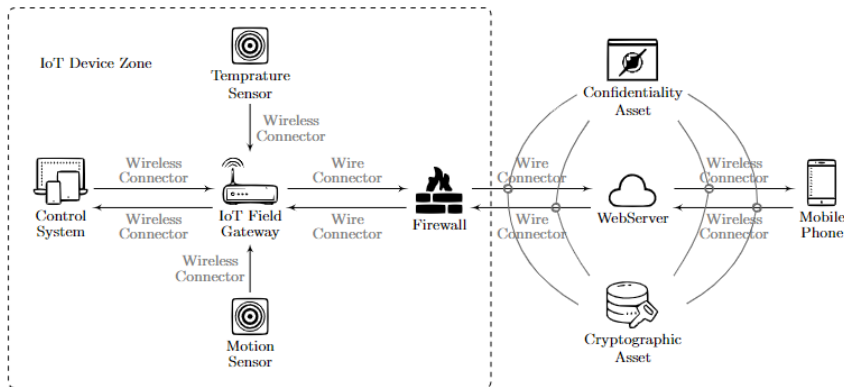 IoT Device Zone
Temprature
Sensor
Confidentiality
Asset
Wireless
Connector
Wireless
Connector
Wire
Connector
Wire
Connector
Wireless
Connector
Control
System
Wireless
Connector
IoT Field
Gateway
Wire
Connector
Firewall
Wire
Connector
WebServer
Wireless
Connector
Mobile
Phone
Wireless
Connector
Motion
Sensor
Cryptographic
Asset